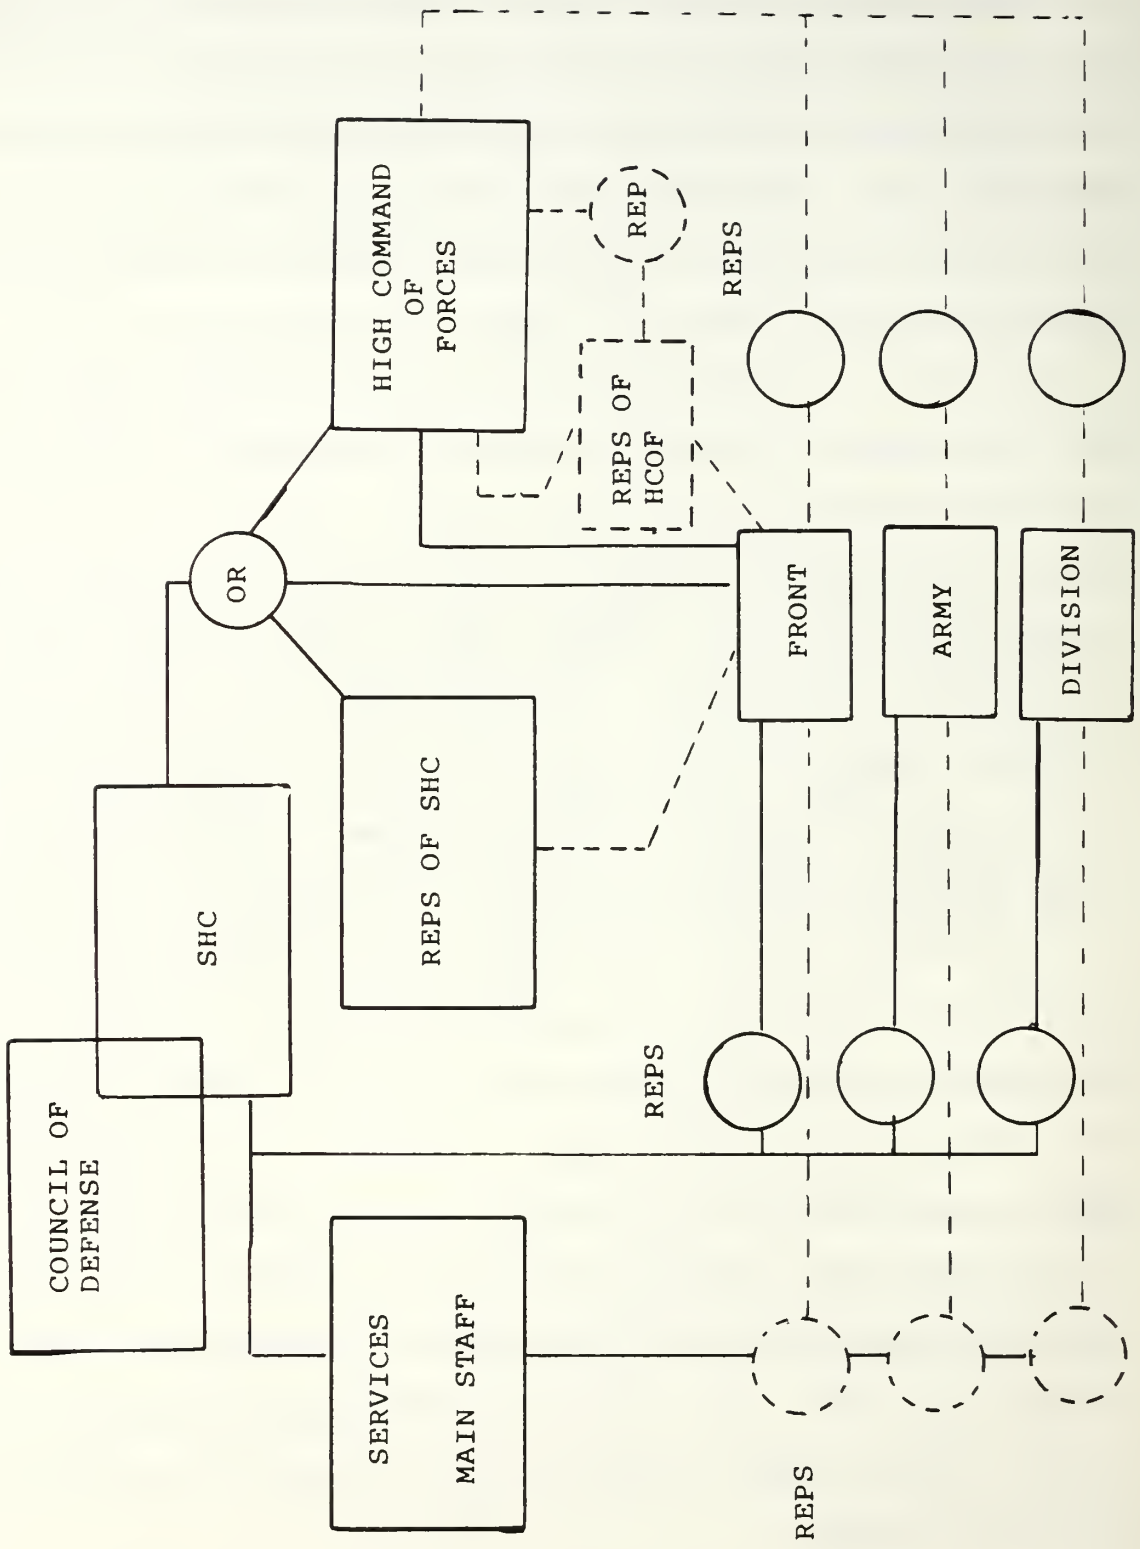 COUNCIL OF
DEFENSE
SHC
OR
SERVICES
MAIN STAFF
REPS OF SHC
HIGH COMMAND
OF
FORCES
REPS OF
HCOF
REP
REPS
REPS
REPS
FRONT
ARMY
DIVISION